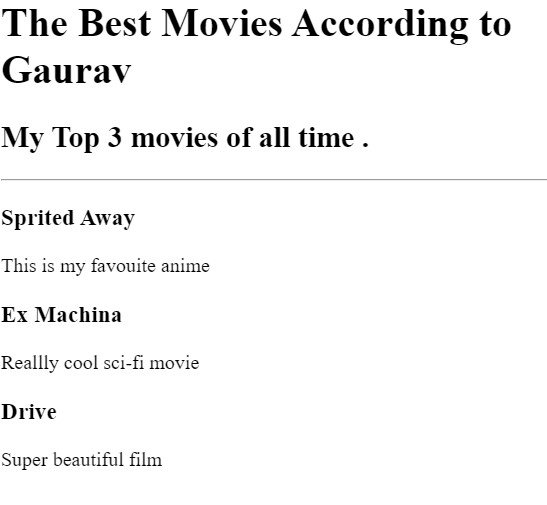 The Best Movies According to
Gaurav
My Top 3 movies of all time .
Sprited Away
This is my favouite anime
Ex Machina
Reallly cool sci-fi movie
Drive
Super beautiful film